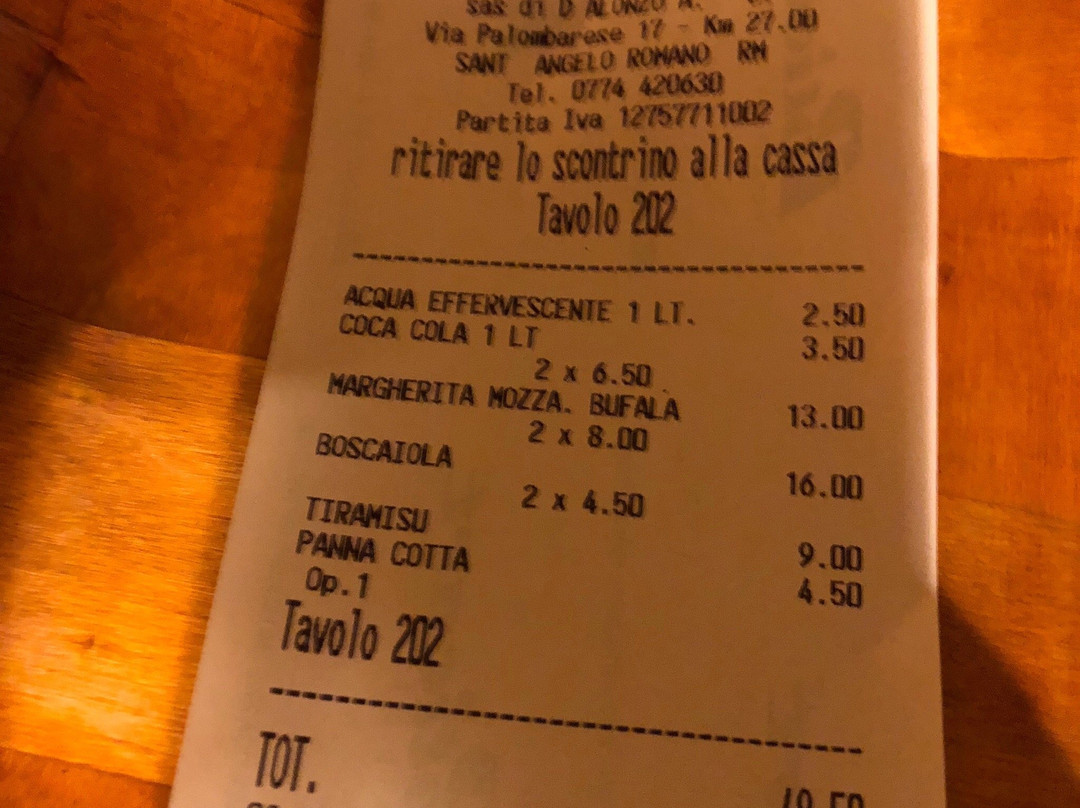 sas di D ALONZO A.
Via Palombarese 17 - Km 27.00
SANT ANGELO ROMANO RM
Tel. 0774 420630
Partita Iva 12757711002
ritirare lo scontrino alla cassa
Tavolo 202
ACQUA EFFERVESCENTE 1 LT. 2.50
COCA COLA 1 LT 3.50
2 x 6.50
MARGHERITA MOZZA. BUFALA 13.00
2 x 8.00
BOSCAIOLA 16.00
2 x 4.50
TIRAMISU 9.00
PANNA COTTA 4.50
Op.1
Tavolo 202
TOT.